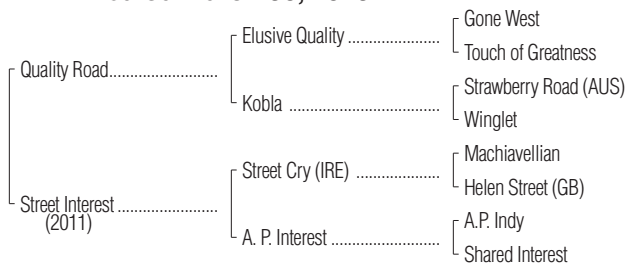 Gone West
Elusive Quality ........................
Touch of Greatness
Quality Road............................
Strawberry Road (AUS)
Kobla .......................................
Winglet
Machiavellian
Street Cry (IRE) ......................
Helen Street (GB)
Street Interest ..........................
(2011)
A.P. Indy
A. P. Interest ............................
Shared Interest